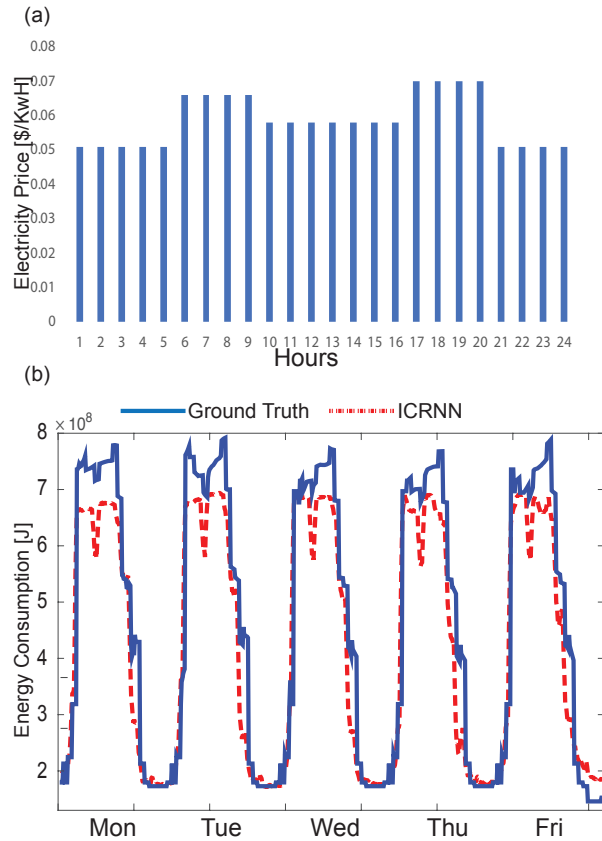 (a)
Electricity Price [$/KwH]
0.08
0.07
0.06
0.05
0.04
0.03
0.02
0.01
0
1 2 3 4 5 6 7 8 9 10 11 12 13 14 15 16 17 18 19 20 21 22 23 24
Hours
(b)
Ground Truth ICRNN
× 10⁸
Energy Consumption [J]
8
7
6
5
4
3
2
Mon Tue Wed Thu Fri